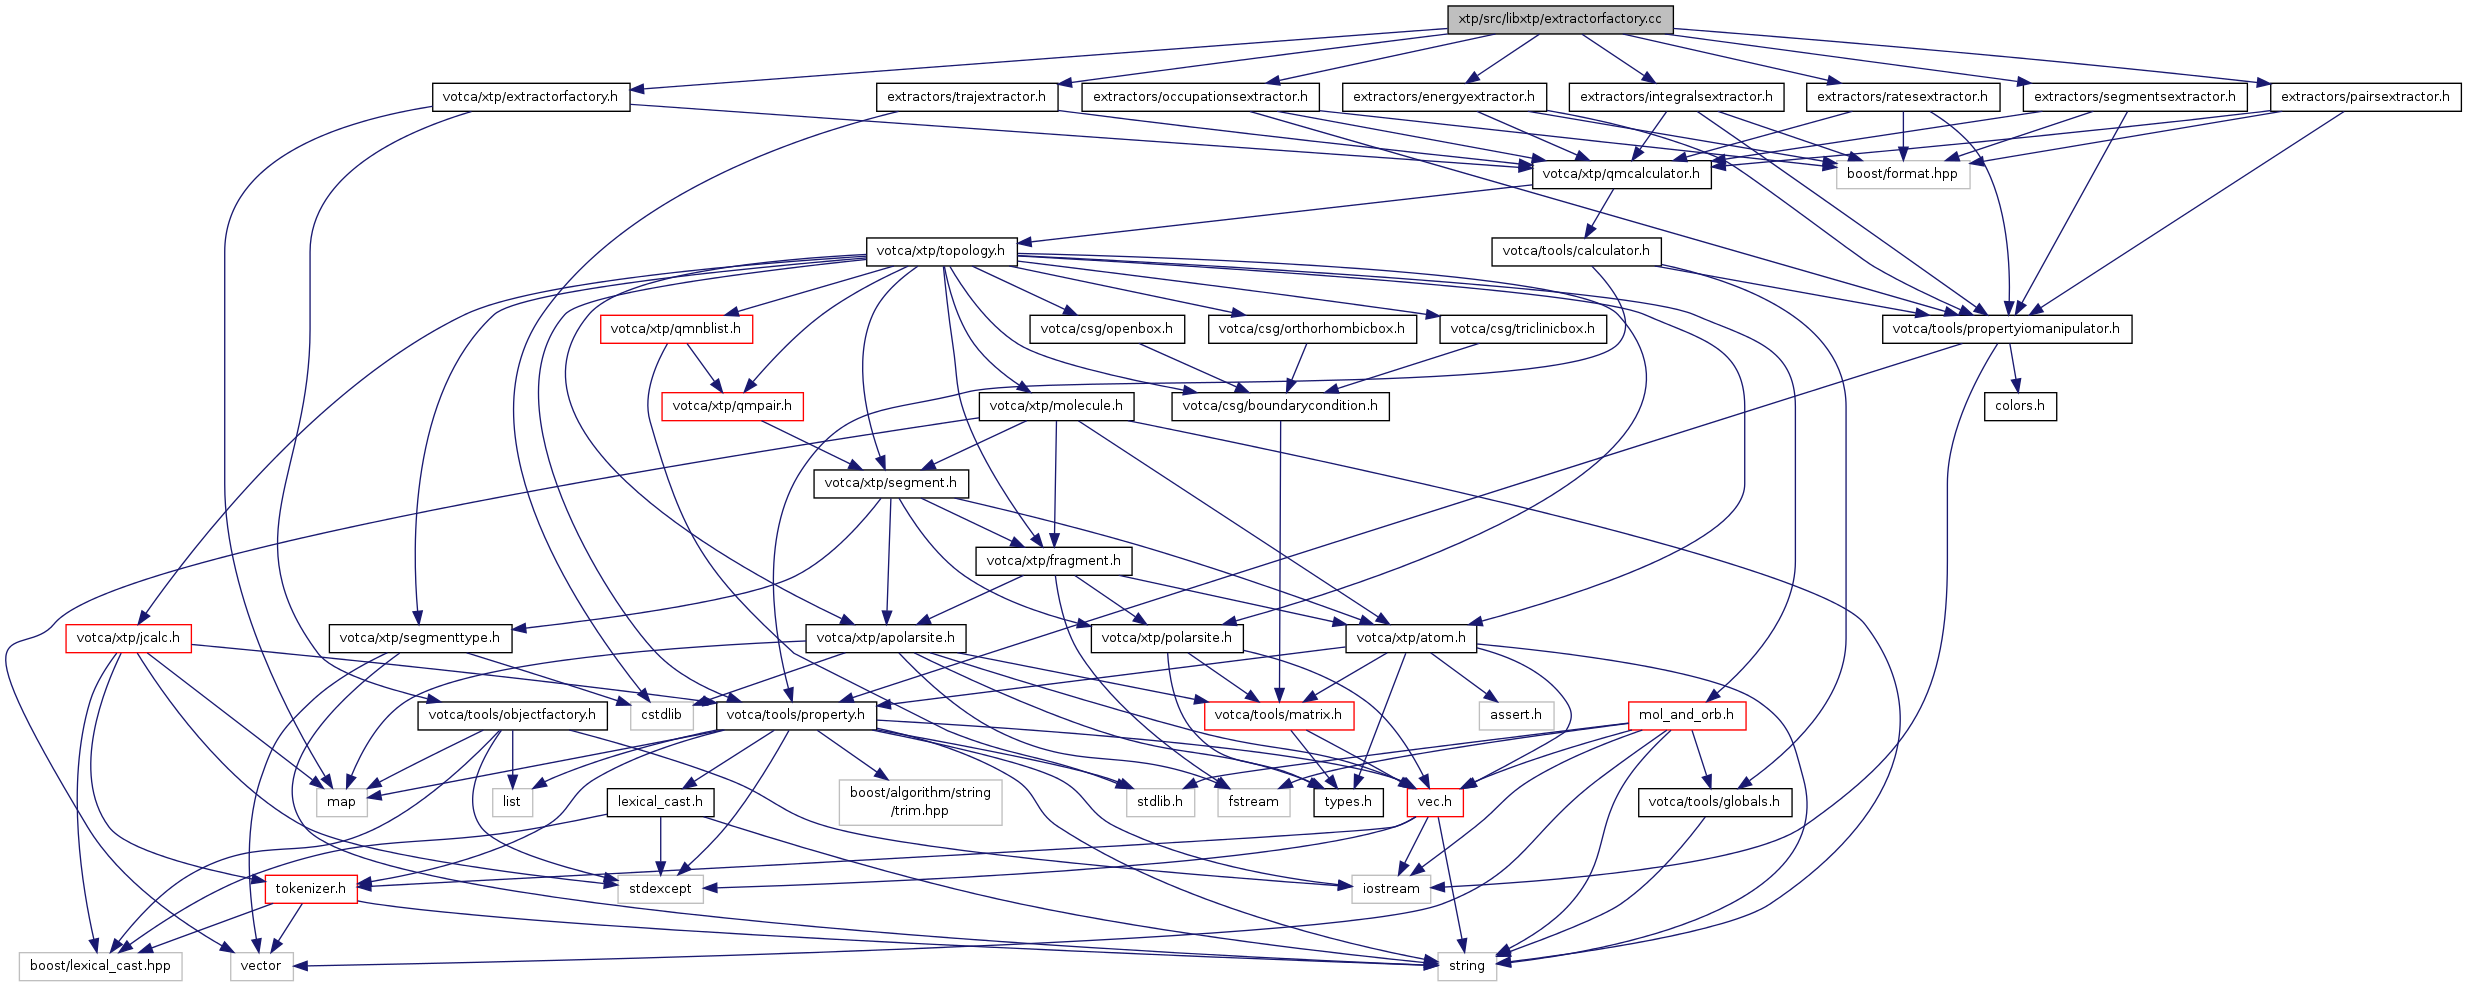 xtp/src/libxtp/extractorfactory.cc
votca/xtp/extractorfactory.h
extractors/trajextractor.h
extractors/occupationsextractor.h
extractors/energyextractor.h
extractors/integralsextractor.h
extractors/ratesextractor.h
extractors/segmentsextractor.h
extractors/pairsextractor.h
votca/xtp/qmcalculator.h
boost/format.hpp
votca/xtp/topology.h
votca/tools/calculator.h
votca/xtp/qmnblist.h
votca/csg/openbox.h
votca/csg/orthorhombicbox.h
votca/csg/triclinicbox.h
votca/tools/propertyiomanipulator.h
votca/xtp/qmpair.h
votca/xtp/molecule.h
votca/csg/boundarycondition.h
colors.h
votca/xtp/segment.h
votca/xtp/fragment.h
votca/xtp/jcalc.h
votca/xtp/segmenttype.h
votca/xtp/apolarsite.h
votca/xtp/polarsite.h
votca/xtp/atom.h
votca/tools/objectfactory.h
cstdlib
votca/tools/property.h
votca/tools/matrix.h
assert.h
mol_and_orb.h
map
list
lexical_cast.h
boost/algorithm/string
/trim.hpp
stdlib.h
fstream
types.h
vec.h
votca/tools/globals.h
tokenizer.h
stdexcept
iostream
boost/lexical_cast.hpp
vector
string